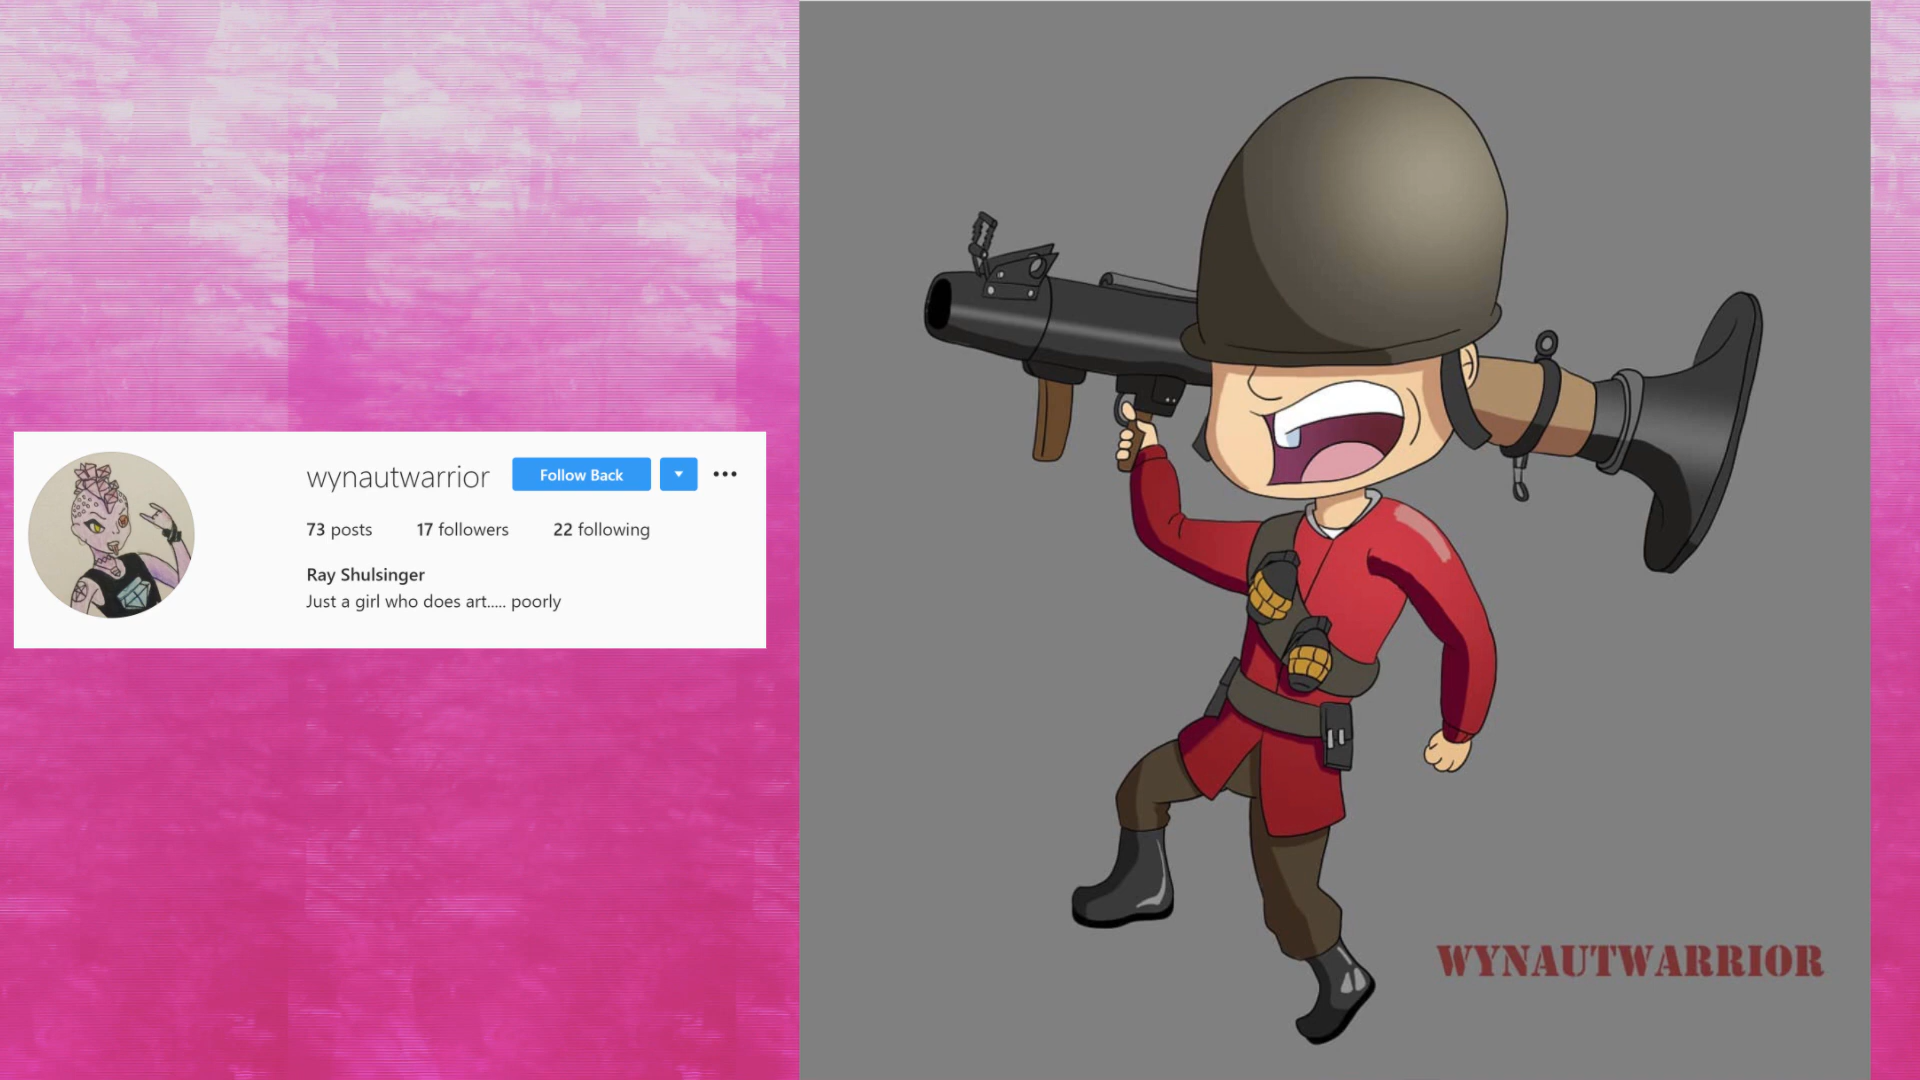 wynautwarrior Follow Back
73 posts 17 followers 22 following
Ray Shulsinger
Just a girl who does art..... poorly
WYNAUTWARRIOR